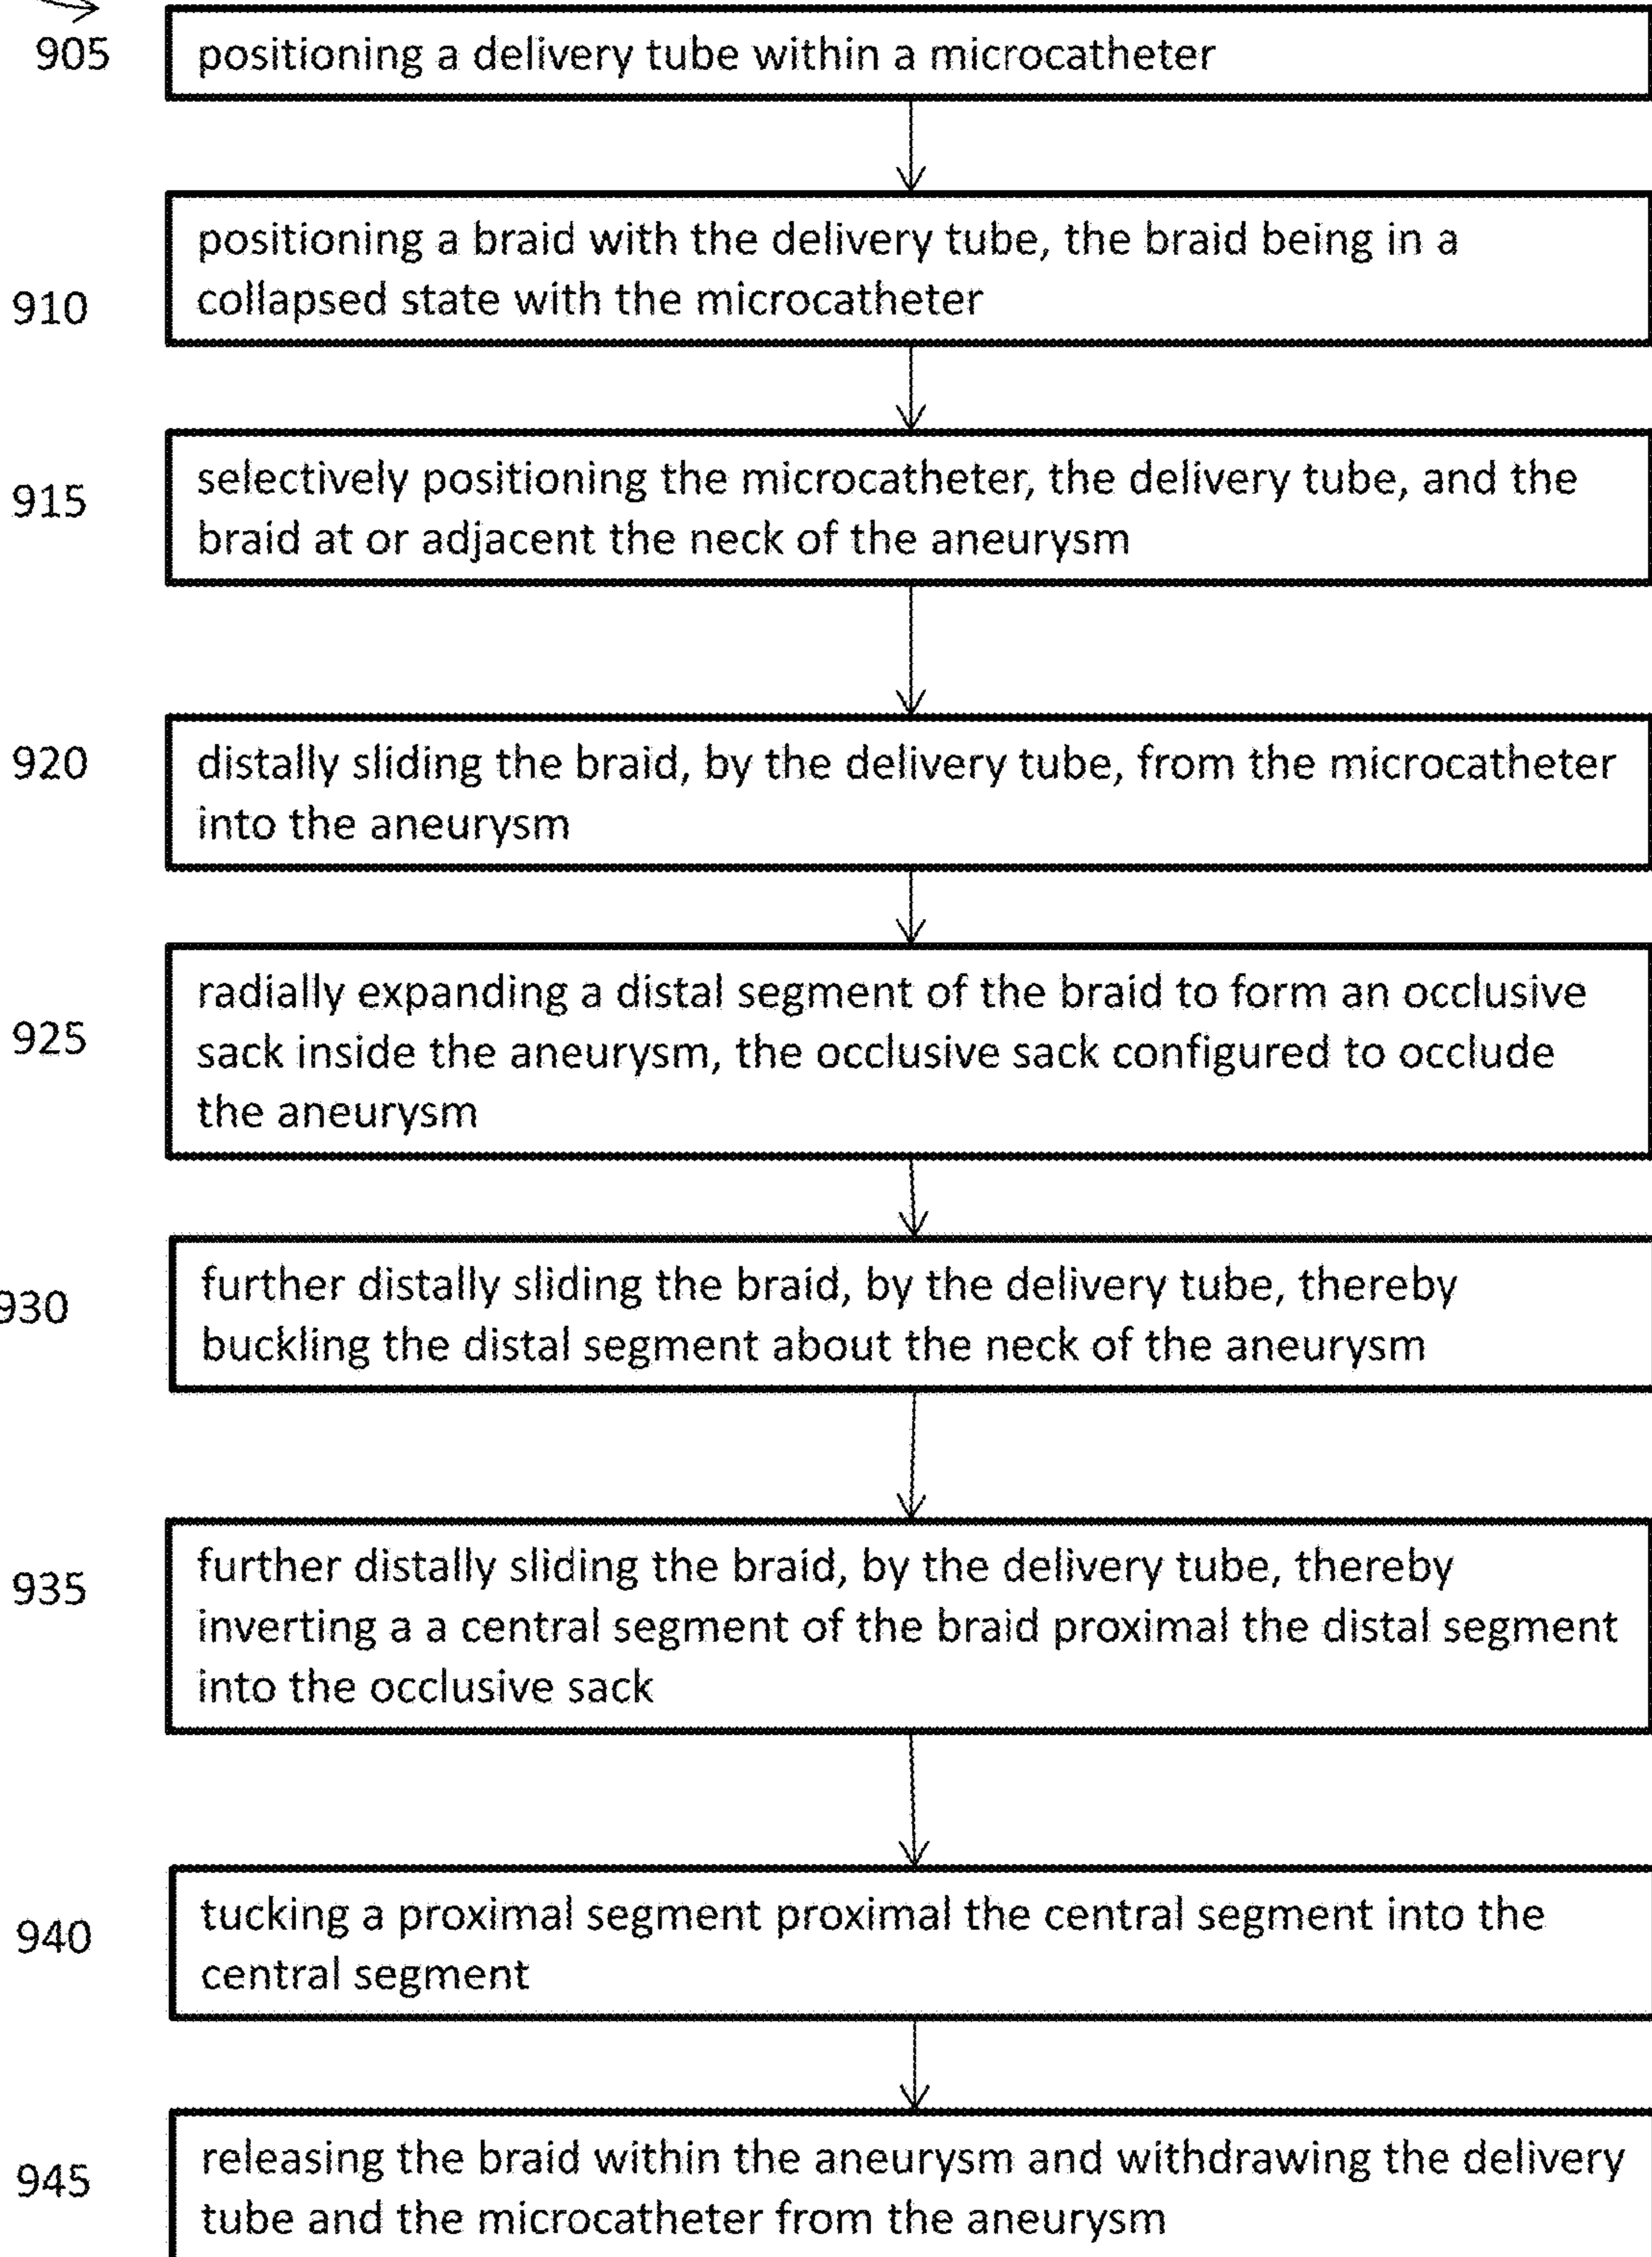 905
positioning a delivery tube within a microcatheter
910
positioning a braid with the delivery tube, the braid being in a
collapsed state with the microcatheter
915
selectively positioning the microcatheter, the delivery tube, and the
braid at or adjacent the neck of the aneurysm
920
distally sliding the braid, by the delivery tube, from the microcatheter
into the aneurysm
925
radially expanding a distal segment of the braid to form an occlusive
sack inside the aneurysm, the occlusive sack configured to occlude
the aneurysm
930
further distally sliding the braid, by the delivery tube, thereby
buckling the distal segment about the neck of the aneurysm
935
further distally sliding the braid, by the delivery tube, thereby
inverting a a central segment of the braid proximal the distal segment
into the occlusive sack
940
tucking a proximal segment proximal the central segment into the
central segment
945
releasing the braid within the aneurysm and withdrawing the delivery
tube and the microcatheter from the aneurysm